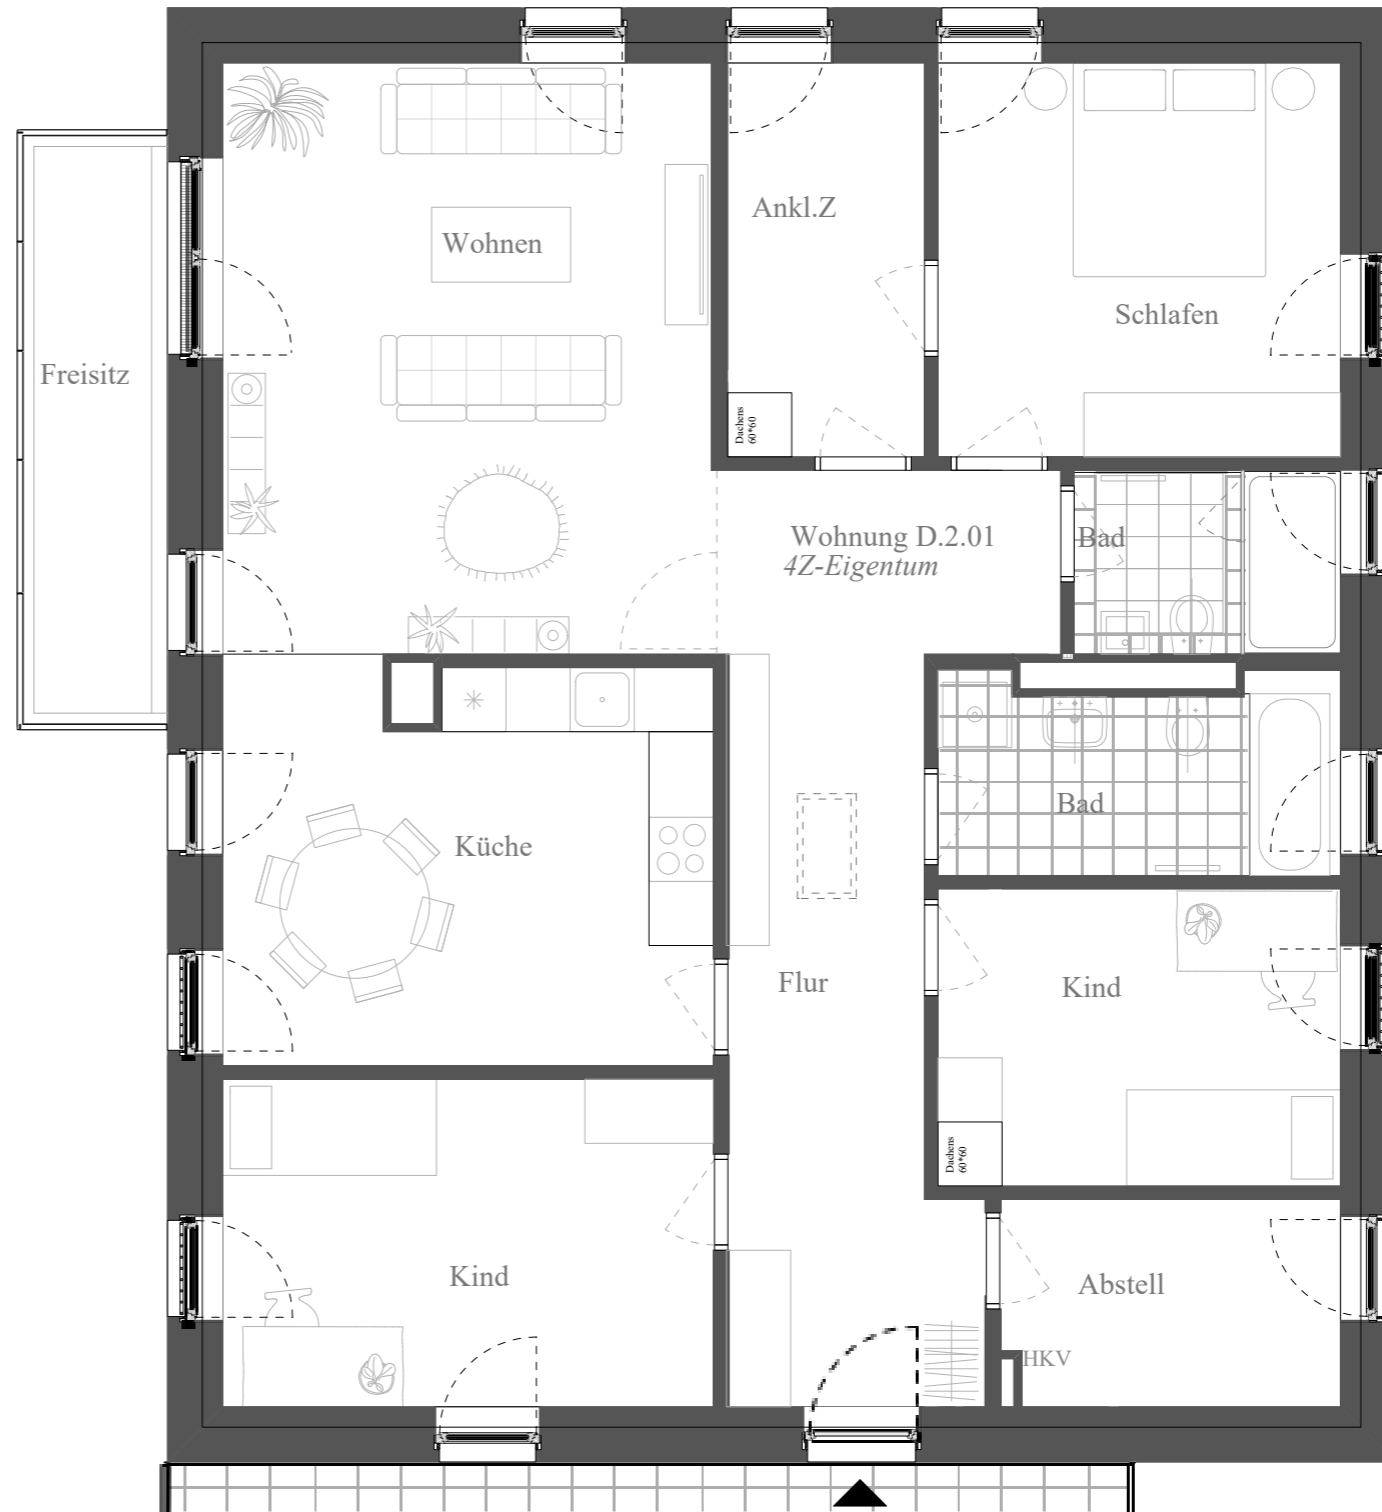 Ankl.Z
Wohnen
Schlafen
Freisitz
Dachens
60*60
Wohnung D.2.01
4Z-Eigentum
Bad
Bad
Küche
Flur
Kind
Dachens
60*60
Kind
Abstell
HKV